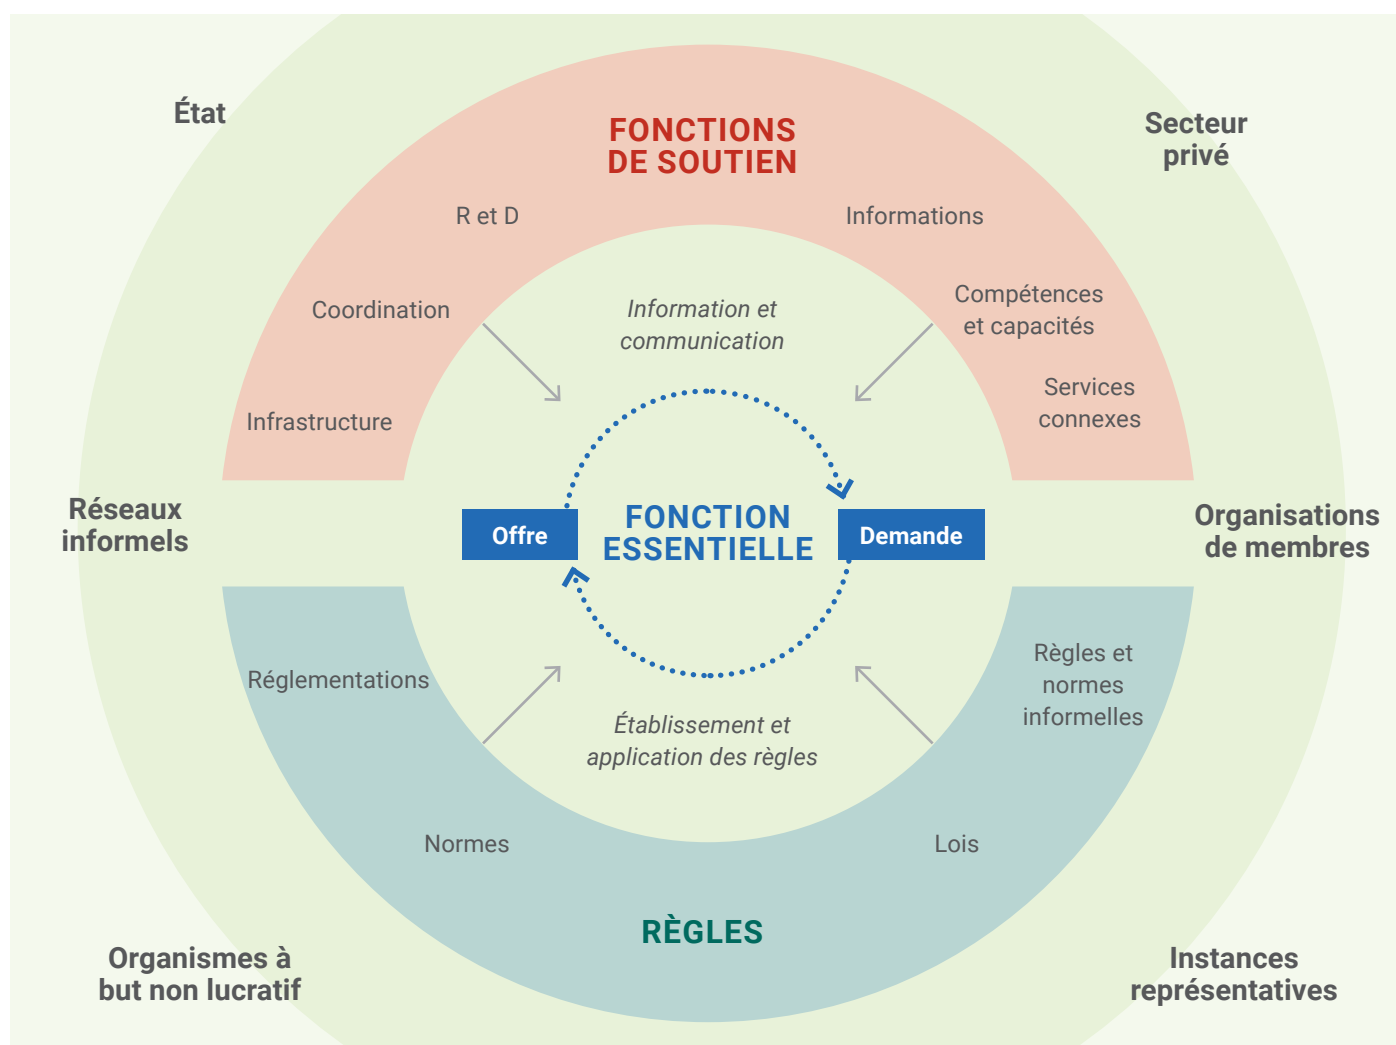 État
Secteur
privé
FONCTIONS
DE SOUTIEN
R et D
Informations
Coordination
Compétences
et capacités
Information et
communication
Infrastructure
Services
connexes
Réseaux
informels
Offre
FONCTION
ESSENTIELLE
Demande
Organisations
de membres
Réglementations
Règles et
normes
informelles
Établissement et
application des règles
Normes
Lois
RÈGLES
Organismes à
but non lucratif
Instances
représentatives